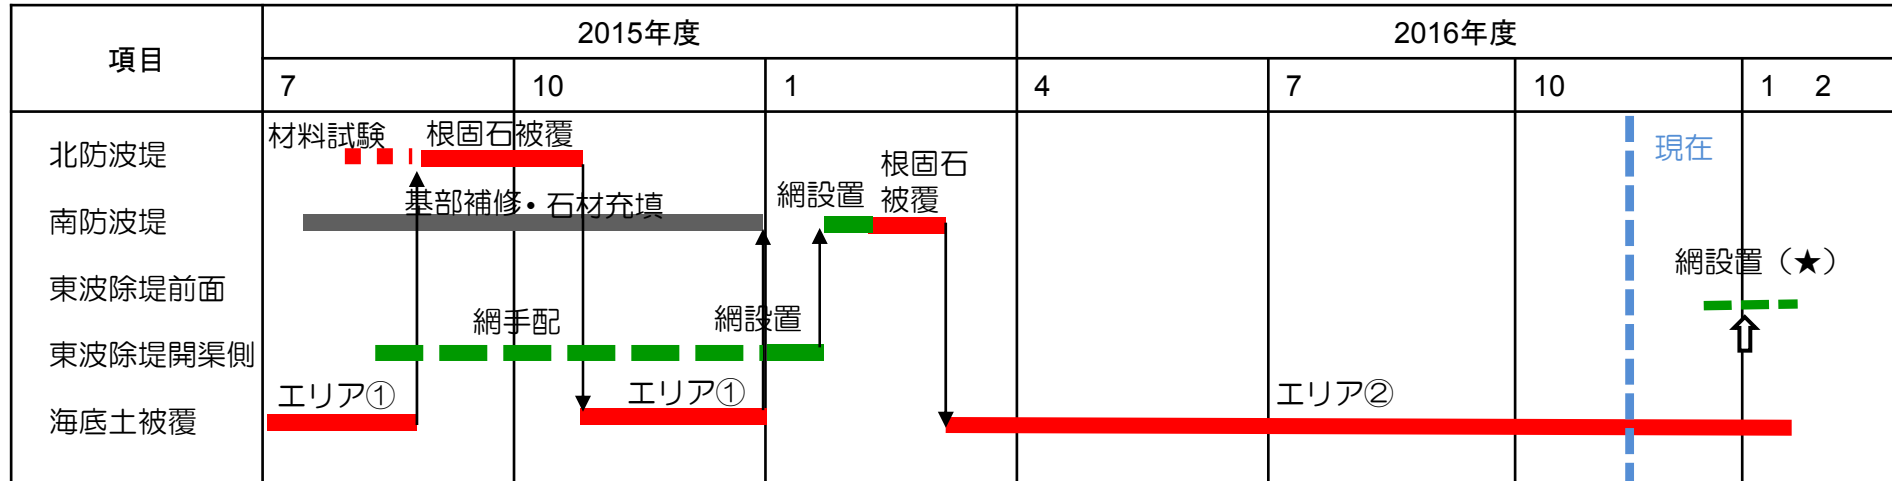 項目
2015年度
2016年度
7
10
1
4
7
10
1
2
北防波堤
材料試験
根固石被覆
現在
南防波堤
基部補修・石材充填
網設置
根固石
被覆
東波除堤前面
網設置（★）
東波除堤開渠側
網手配
網設置
海底土被覆
エリア①
エリア①
エリア②